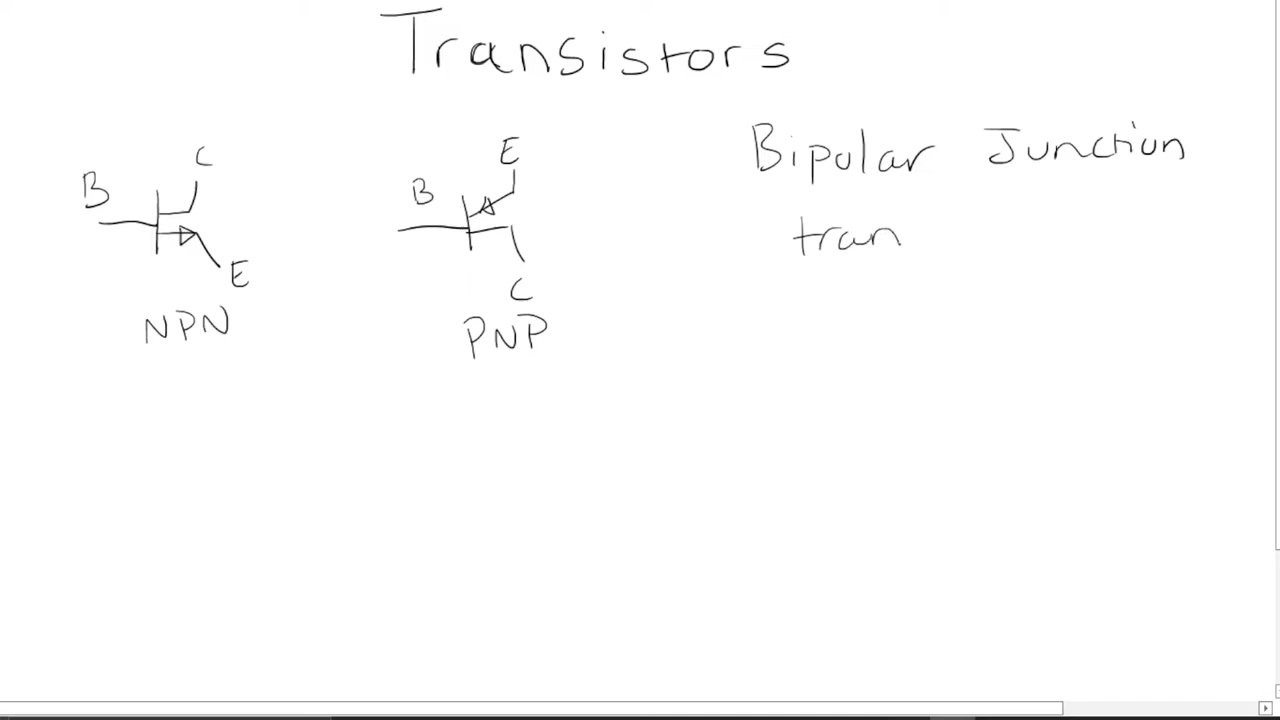 Transistors
Bipolar Junction
tran
B
C
E
NPN
B
E
C
PNP